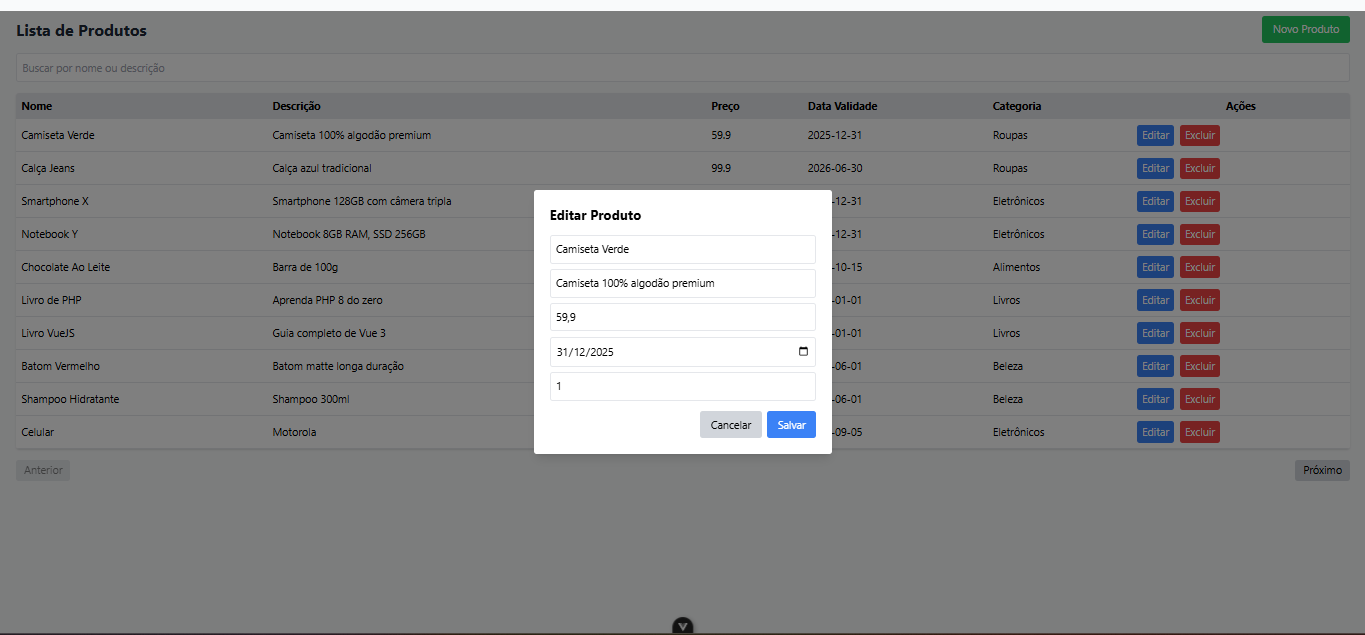 Lista de Produtos Novo Produto
Buscar por nome ou descrição
Nome Descrição Preço Data Validade Categoria Ações
Camiseta Verde Camiseta 100% algodão premium 59.9 2025-12-31 Roupas Editar Excluir
Calça Jeans Calça azul tradicional 99.9 2026-06-30 Roupas Editar Excluir
Smartphone X Smartphone 128GB com câmera tripla -12-31 Eletrônicos Editar Excluir
Notebook Y Notebook 8GB RAM, SSD 256GB -12-31 Eletrônicos Editar Excluir
Chocolate Ao Leite Barra de 100g -10-15 Alimentos Editar Excluir
Livro de PHP Aprenda PHP 8 do zero -01-01 Livros Editar Excluir
Livro VueJS Guia completo de Vue 3 -01-01 Livros Editar Excluir
Batom Vermelho Batom matte longa duração -06-01 Beleza Editar Excluir
Shampoo Hidratante Shampoo 300ml -06-01 Beleza Editar Excluir
Celular Motorola -09-05 Eletrônicos Editar Excluir
Anterior Próximo
Editar Produto
Camiseta Verde
Camiseta 100% algodão premium
59,9
31/12/2025
1
Cancelar Salvar